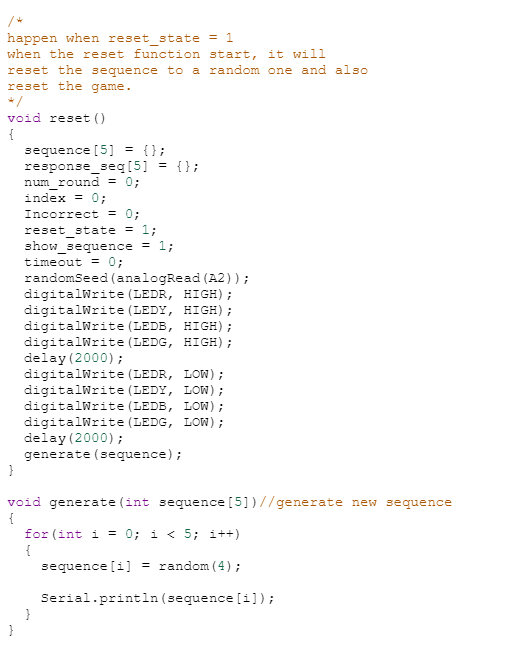 /*
happen when reset_state = 1
when the reset function start, it will
reset the sequence to a random one and also
reset the game.
*/
void reset()
{
  sequence[5] = {};
  response_seq[5] = {};
  num_round = 0;
  index = 0;
  Incorrect = 0;
  reset_state = 1;
  show_sequence = 1;
  timeout = 0;
  randomSeed(analogRead(A2));
  digitalWrite(LEDR, HIGH);
  digitalWrite(LEDY, HIGH);
  digitalWrite(LEDB, HIGH);
  digitalWrite(LEDG, HIGH);
  delay(2000);
  digitalWrite(LEDR, LOW);
  digitalWrite(LEDY, LOW);
  digitalWrite(LEDB, LOW);
  digitalWrite(LEDG, LOW);
  delay(2000);
  generate(sequence);
}

void generate(int sequence[5])//generate new sequence
{
  for(int i = 0; i < 5; i++)
  {
    sequence[i] = random(4);

    Serial.println(sequence[i]);
  }
}